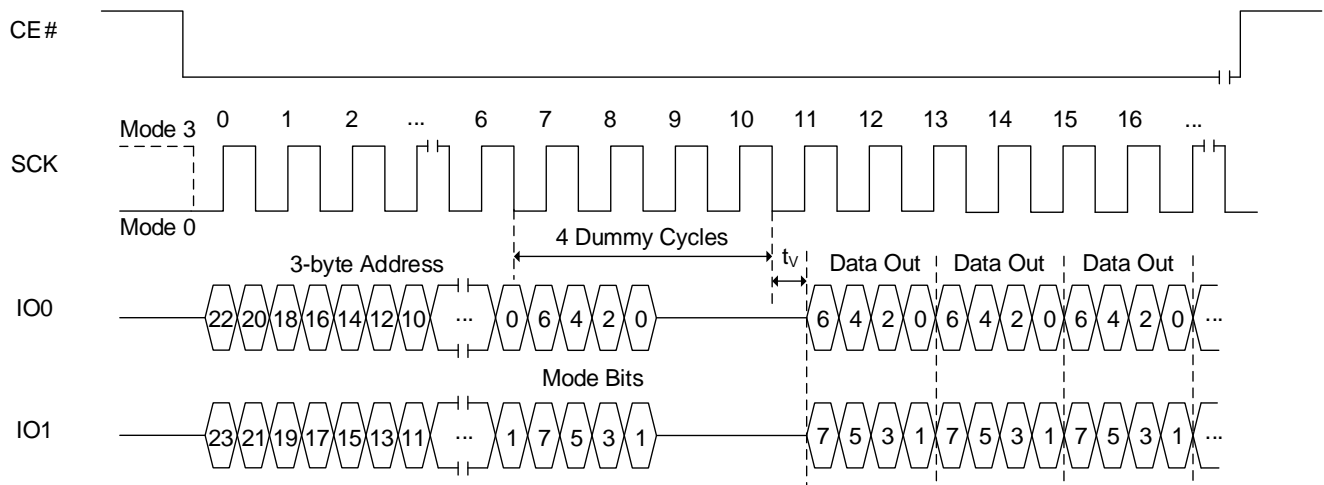 CE#
0 1 2 ... 6 7 8 9 10 11 12 13 14 15 16 ...
Mode 3
SCK
Mode 0
4 Dummy Cycles
3-byte Address tV Data Out Data Out Data Out
IO0 22 20 18 16 14 12 10 ... 0 6 4 2 0 6 4 2 0 6 4 2 0 6 4 2 0 ...
Mode Bits
IO1 23 21 19 17 15 13 11 ... 1 7 5 3 1 7 5 3 1 7 5 3 1 7 5 3 1 ...